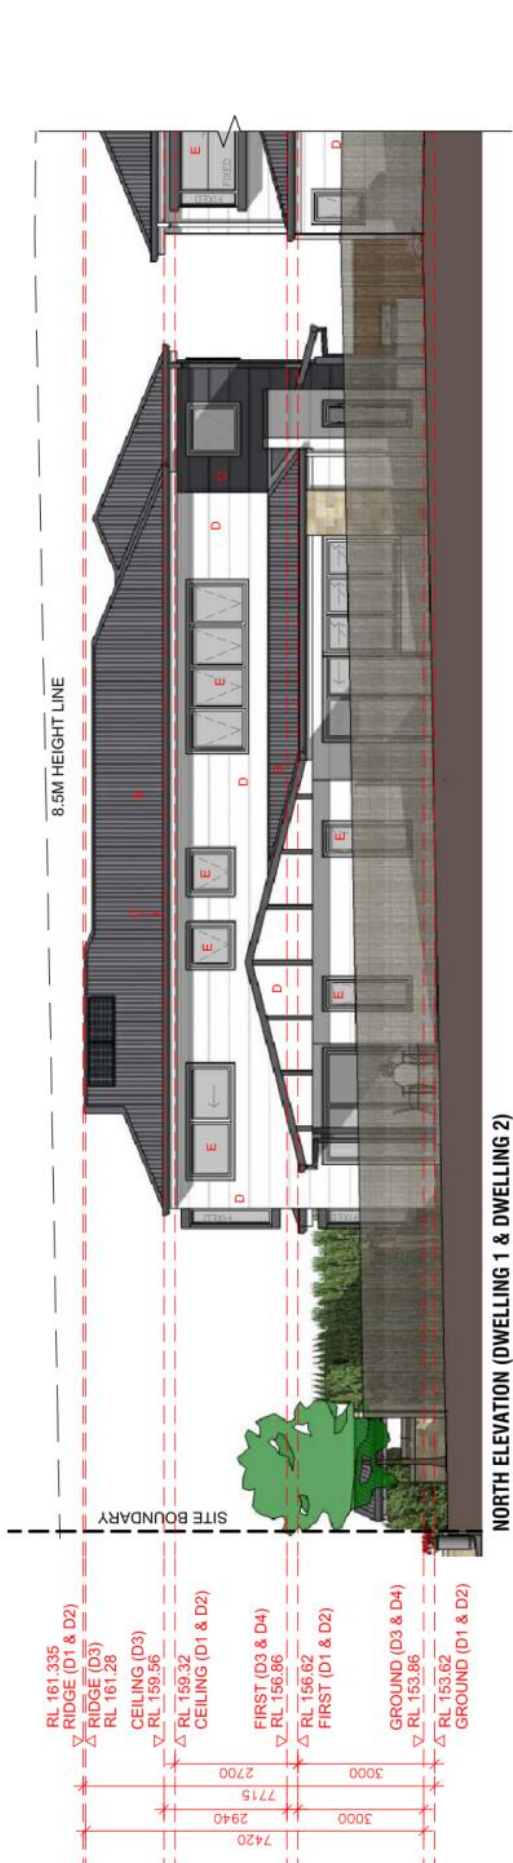 8.5M HEIGHT LINE
SITE BOUNDARY
RL 161.335
RIDGE (D1 & D2)
RIDGE (D3)
RL 161.28
CEILING (D3)
RL 159.56
RL 159.32
CEILING (D1 & D2)
FIRST (D3 & D4)
RL 156.86
RL 156.62
FIRST (D1 & D2)
GROUND (D3 & D4)
RL 153.86
RL 153.62
GROUND (D1 & D2)
2700
3000
7715
2940
3000
7420
E
D
E
E
E
D
D
D
D
E
E
D
FIXED
FIXED
E
FIXED
FIXED
D
NORTH ELEVATION (DWELLING 1 & DWELLING 2)